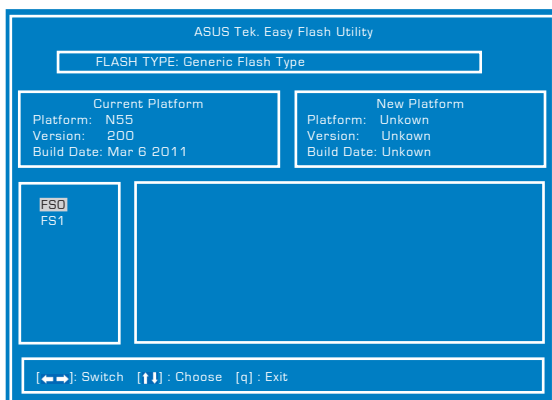 ASUS Tek. Easy Flash Utility
FLASH TYPE: Generic Flash Type
Current Platform
Platform: N55
Version: 200
Build Date: Mar 6 2011
New Platform
Platform: Unkown
Version: Unkown
Build Date: Unkown
FS0
FS1
[←→]: Switch [↑↓] : Choose [q] : Exit